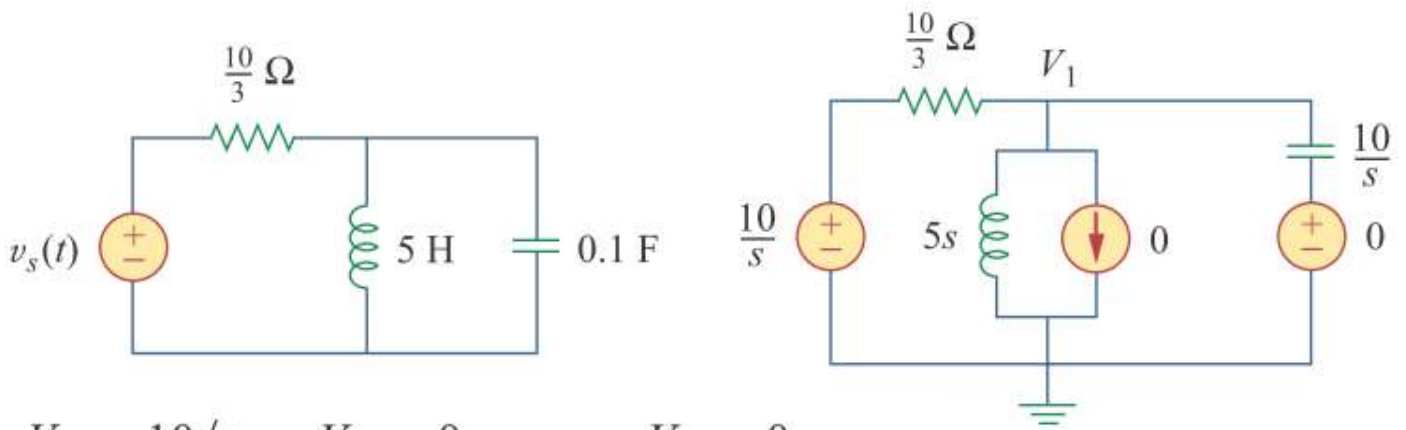 10/3 Ω
v_s(t)
+
−
5 H
0.1 F
10/3 Ω
V_1
10/s
+
−
5s
0
10/s
+
−
0